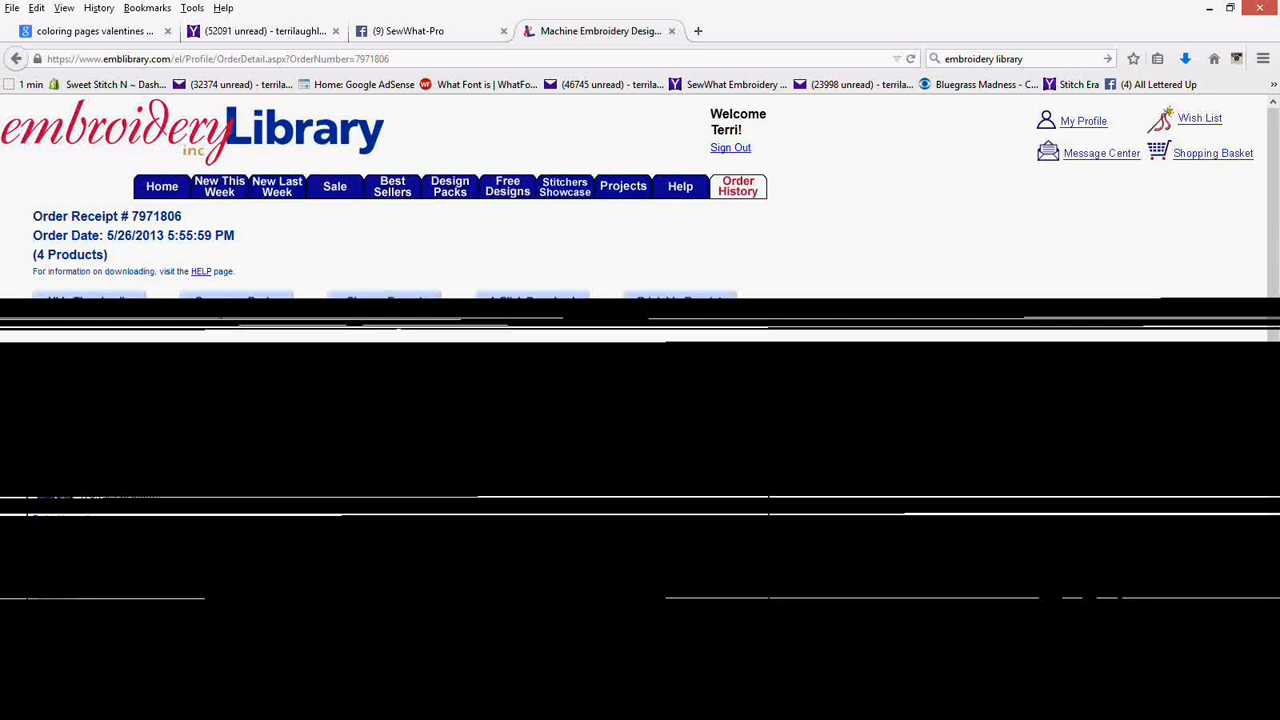 File Edit View History Bookmarks Tools Help
coloring pages valentines ... × (52091 unread) - terrilaughl... × (9) SewWhat-Pro × Machine Embroidery Desig... × +
https://www.emblibrary.com/el/Profile/OrderDetail.aspx?OrderNumber=7971806 embroidery library
1 min Sweet Stitch N ~ Dash... (32374 unread) - terrila... Home: Google AdSense What Font is | WhatFo... (46745 unread) - terrila... SewWhat Embroidery ... (23998 unread) - terrila... Bluegrass Madness - C... Stitch Era (4) All Lettered Up
embroidery Library inc
Welcome
Terri!
Sign Out
My Profile Wish List
Message Center Shopping Basket
Home New This Week New Last Week Sale Best Sellers Design Packs Free Designs Stitchers Showcase Projects Help Order History
Order Receipt # 7971806
Order Date: 5/26/2013 5:55:59 PM
(4 Products)
For information on downloading, visit the HELP page.